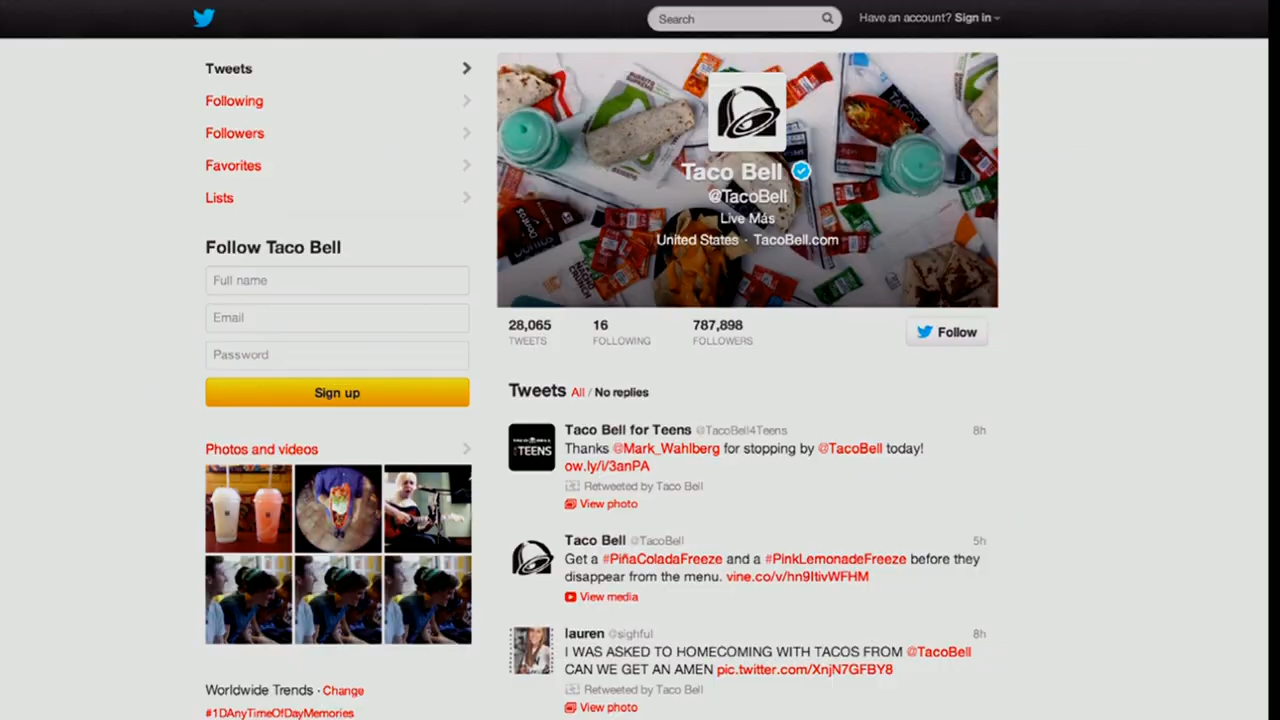 Search
Have an account? Sign in
Tweets
Following
Followers
Favorites
Lists
Follow Taco Bell
Full name
Email
Password
Sign up
Photos and videos
Worldwide Trends · Change
#1DAnyTimeOfDayMemories
Taco Bell
@TacoBell
Live Más
United States · TacoBell.com
28,065 16 787,898
TWEETS FOLLOWING FOLLOWERS
Follow
Tweets All / No replies
Taco Bell for Teens @TacoBell4Teens 8h
TEENS
Thanks @Mark_Wahlberg for stopping by @TacoBell today!
ow.ly/i/3anPA
Retweeted by Taco Bell
View photo
Taco Bell @TacoBell 5h
Get a #PiñaColadaFreeze and a #PinkLemonadeFreeze before they
disappear from the menu. vine.co/v/hn9ItivWFHM
View media
lauren @sighful 8h
I WAS ASKED TO HOMECOMING WITH TACOS FROM @TacoBell
CAN WE GET AN AMEN pic.twitter.com/XnjN7GFBY8
Retweeted by Taco Bell
View photo